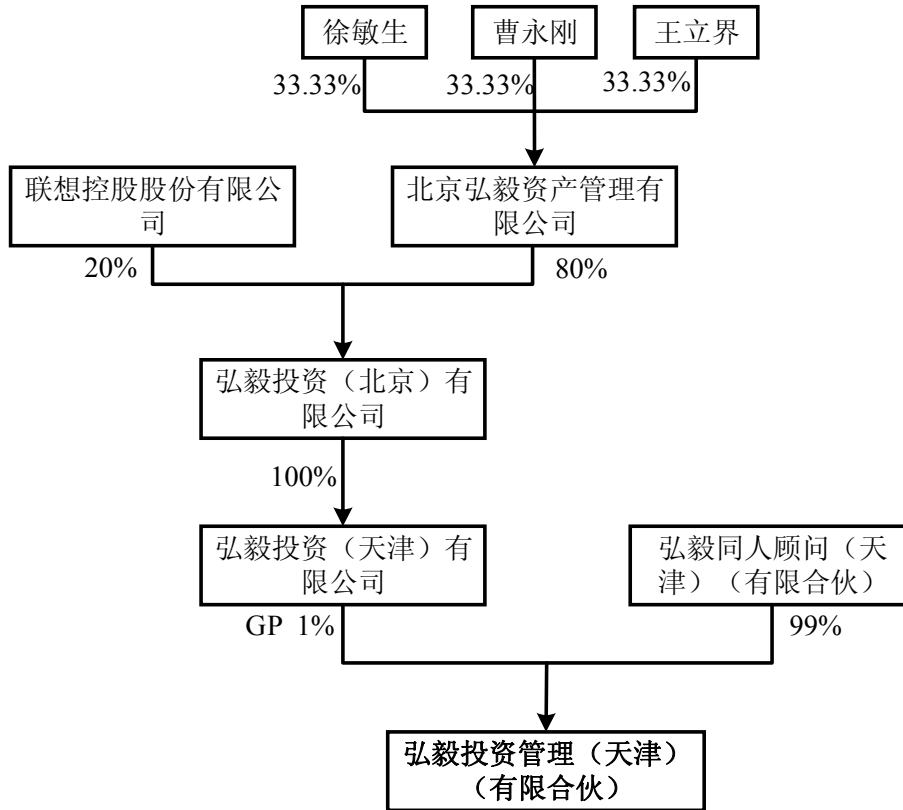 徐敏生
曹永刚
王立界
33.33%
33.33%
33.33%
联想控股股份有限公
司
北京弘毅资产管理有
限公司
20%
80%
弘毅投资（北京）有
限公司
100%
弘毅投资（天津）有
限公司
弘毅同人顾问（天
津）（有限合伙）
GP 1%
99%
弘毅投资管理（天津）
（有限合伙）